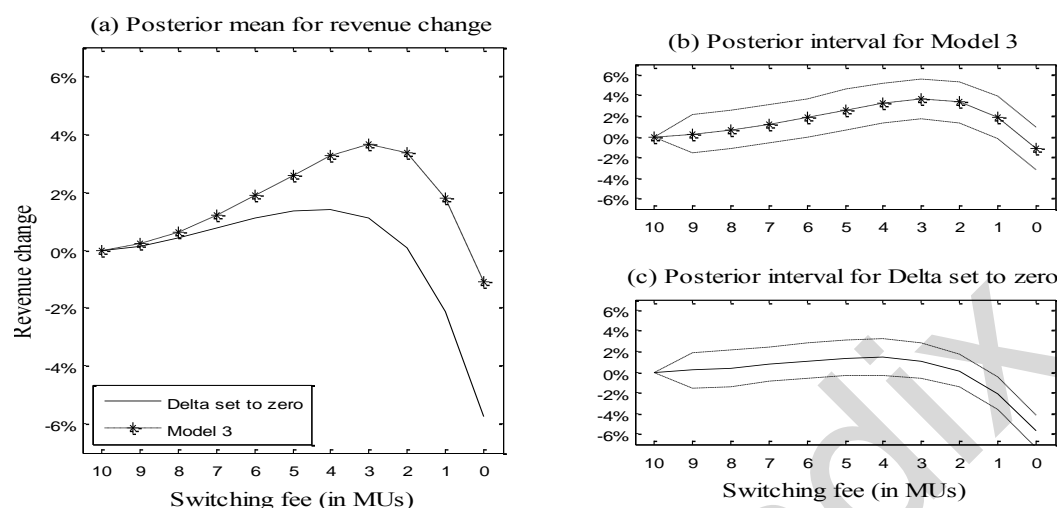 (a) Posterior mean for revenue change
6%
4%
2%
0%
-2%
-4%
-6%
Revenue change
Delta set to zero
Model 3
10 9 8 7 6 5 4 3 2 1 0
Switching fee (in MUs)
(b) Posterior interval for Model 3
6%
4%
2%
0%
-2%
-4%
-6%
10 9 8 7 6 5 4 3 2 1 0
(c) Posterior interval for Delta set to zero
6%
4%
2%
0%
-2%
-4%
-6%
10 9 8 7 6 5 4 3 2 1 0
Switching fee (in MUs)